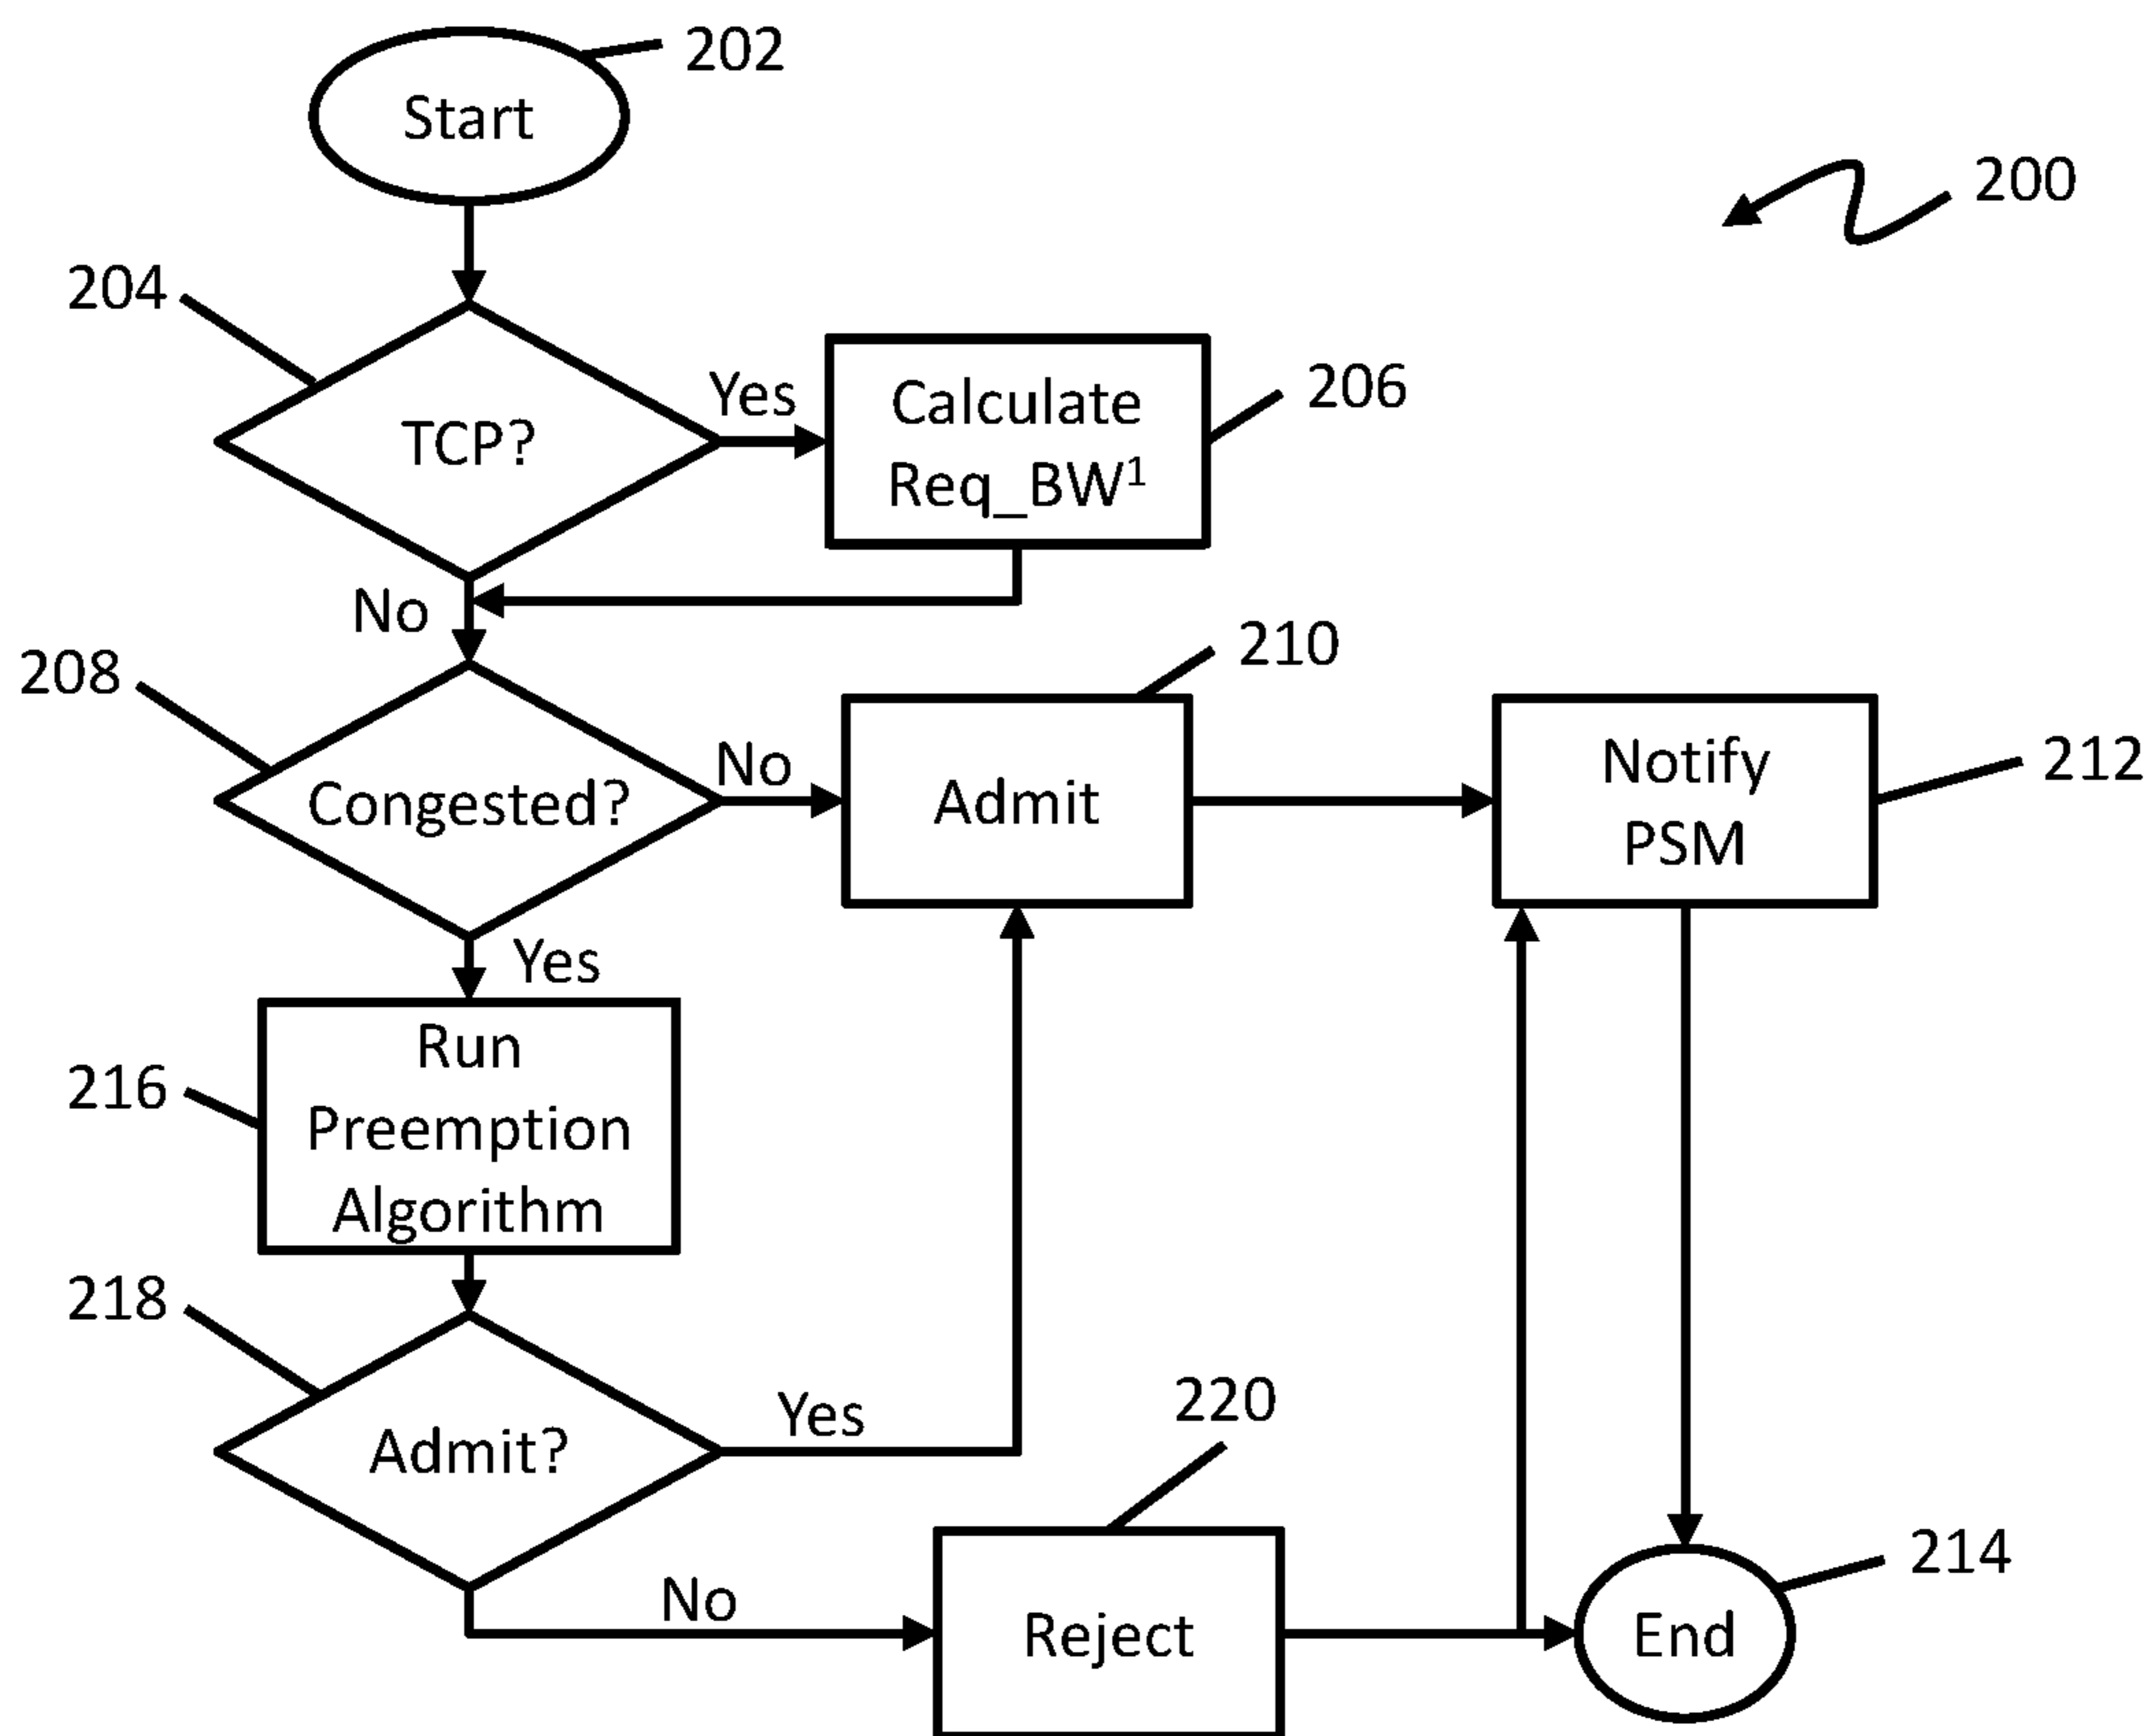 202
Start
200
204
Yes
Calculate
Req_BW¹
206
TCP?
No
208
210
Congested?
No
Admit
Notify
PSM
212
Yes
216
Run
Preemption
Algorithm
218
Admit?
Yes
220
No
Reject
End
214